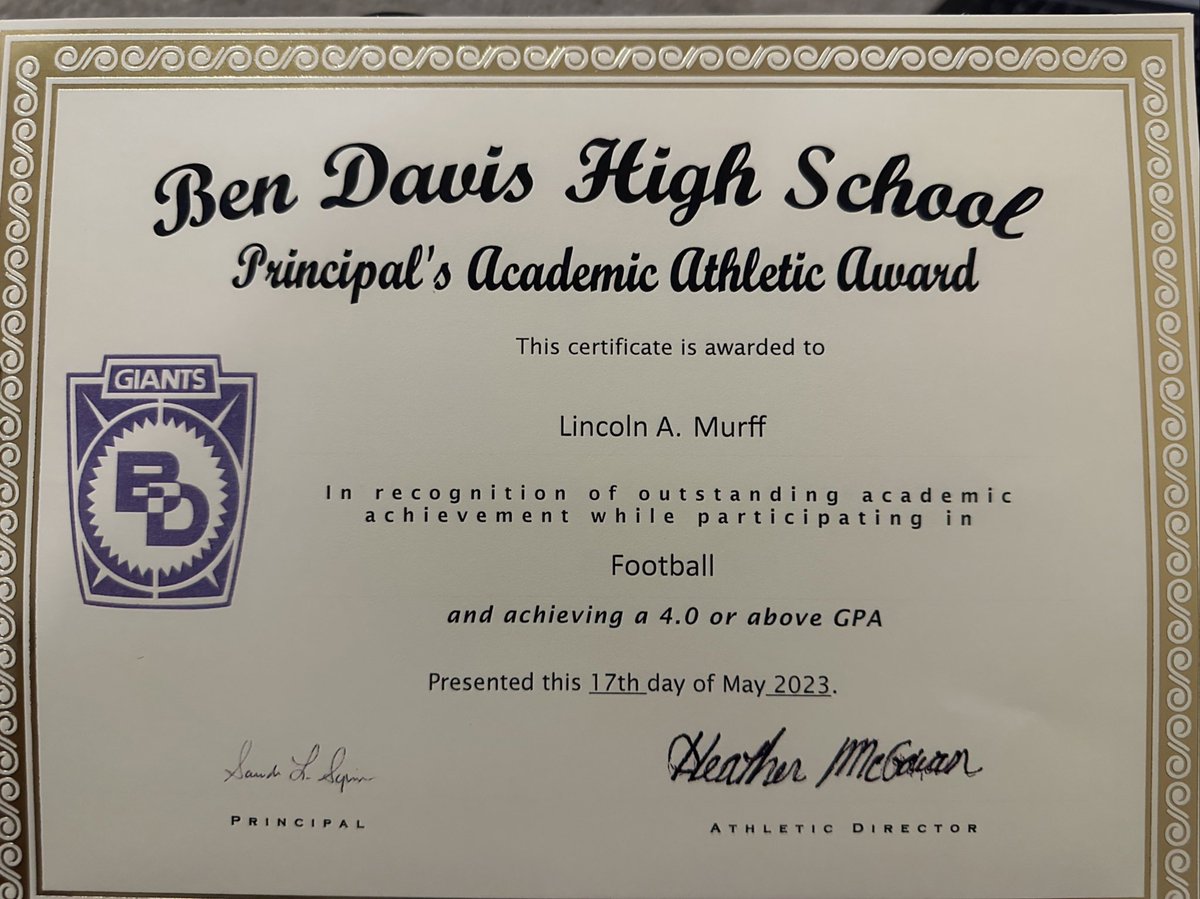 Ben Davis High School
Principal's Academic Athletic Award
This certificate is awarded to
GIANTS
BD
Lincoln A. Murff
In recognition of outstanding academic
achievement while participating in
Football
and achieving a 4.0 or above GPA
Presented this 17th day of May 2023.
Heather McGowan
PRINCIPAL
ATHLETIC DIRECTOR